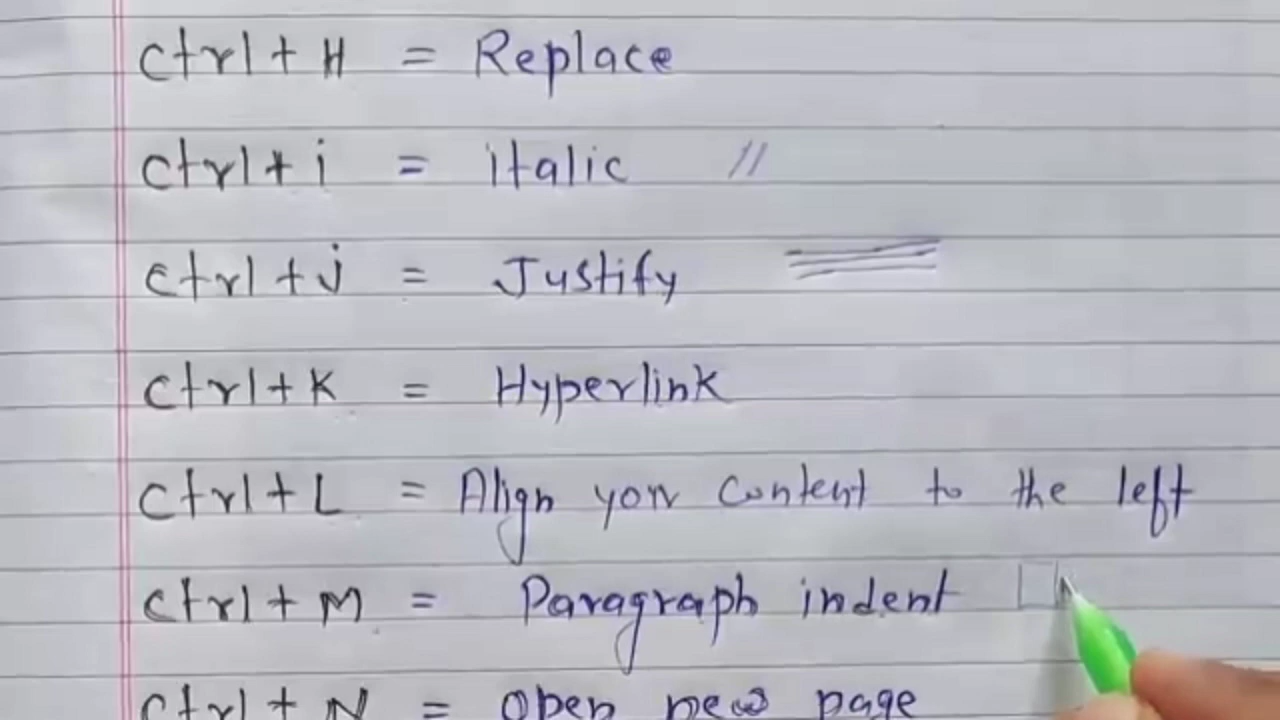 Ctrl + H = Replace
Ctrl + i = italic
Ctrl + j = Justify
Ctrl + K = Hyperlink
Ctrl + L = Align your Content to the left
Ctrl + M = Paragraph indent
Ctrl + N = Open new page